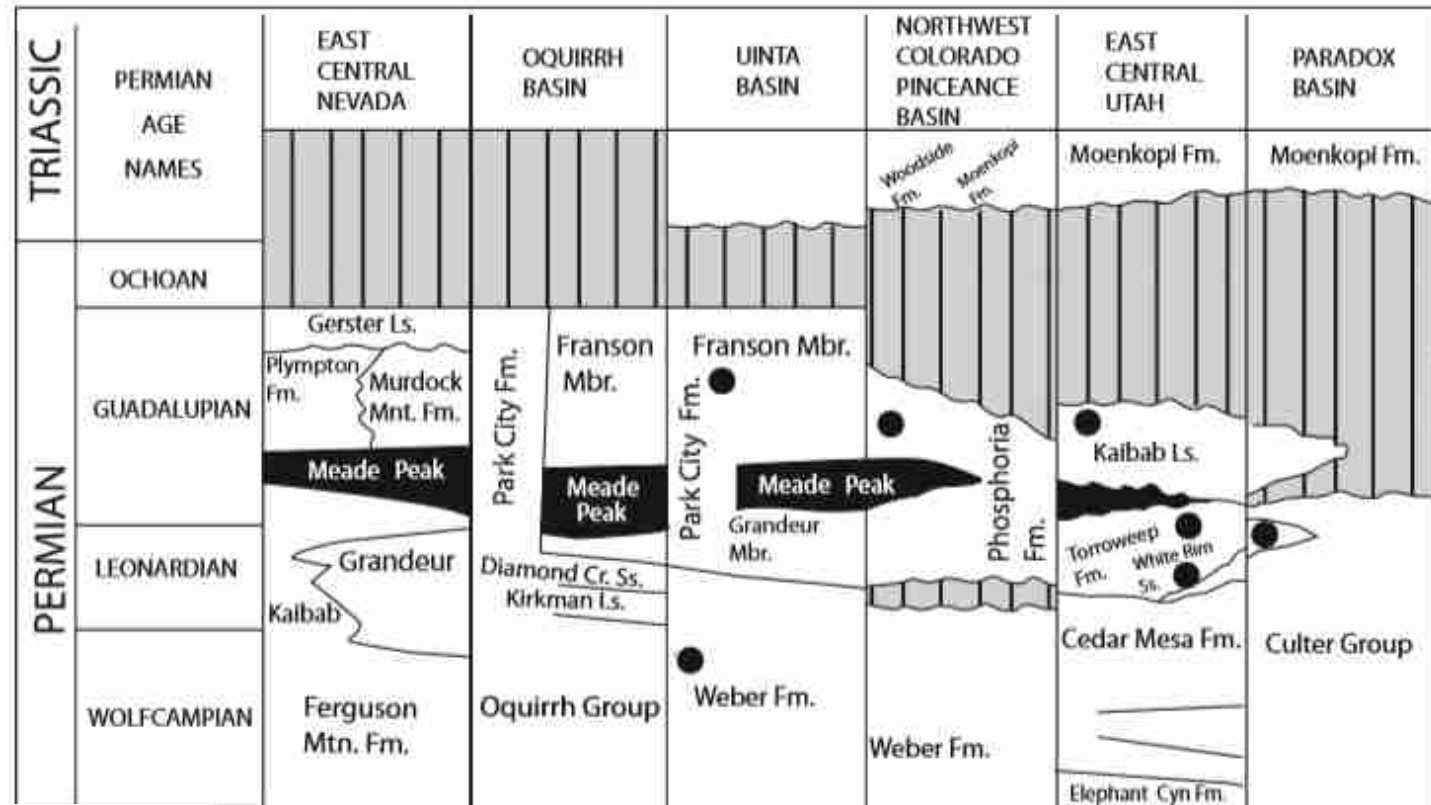 TRIASSIC
PERMIAN
AGE
NAMES
EAST
CENTRAL
NEVADA
OQUIRRH
BASIN
UINTA
BASIN
NORTHWEST
COLORADO
PINCEANCE
BASIN
EAST
CENTRAL
UTAH
PARADOX
BASIN
Woodside
Fm.
Moenkopi
Fm.
Moenkopi Fm.
Moenkopi Fm.
PERMIAN
OCHOAN
GUADALUPIAN
LEONARDIAN
WOLFCAMPIAN
Gerster Ls.
Plympton
Fm.
Murdock
Mnt. Fm.
Meade Peak
Grandeur
Kaibab
Ferguson
Mtn. Fm.
Park City Fm.
Franson
Mbr.
Meade
Peak
Diamond Cr. Ss.
Kirkman Ls.
Oquirrh Group
Franson Mbr.
Park City Fm.
Meade Peak
Grandeur
Mbr.
Weber Fm.
Phosphoria
Fm.
Weber Fm.
Kaibab Ls.
Torroweep
Fm.
White Rim
Ss.
Cedar Mesa Fm.
Elephant Cyn Fm.
Culter Group